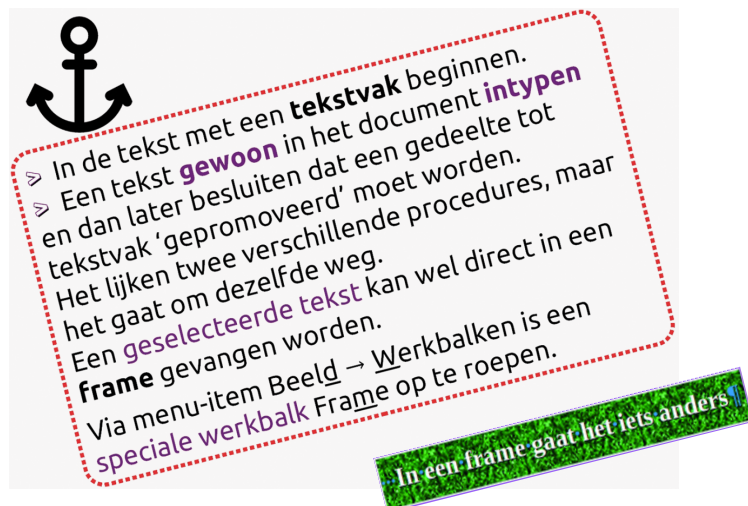 ➢ In de tekst met een tekstvak beginnen.
➢ Een tekst gewoon in het document intypen
en dan later besluiten dat een gedeelte tot
tekstvak ‘gepromoveerd’ moet worden.
Het lijken twee verschillende procedures, maar
het gaat om dezelfde weg.
Een geselecteerde tekst kan wel direct in een
frame gevangen worden.
Via menu-item Beeld → Werkbalken is een
speciale werkbalk Frame op te roepen.
··In·een·frame·gaat·het·iets·anders¶